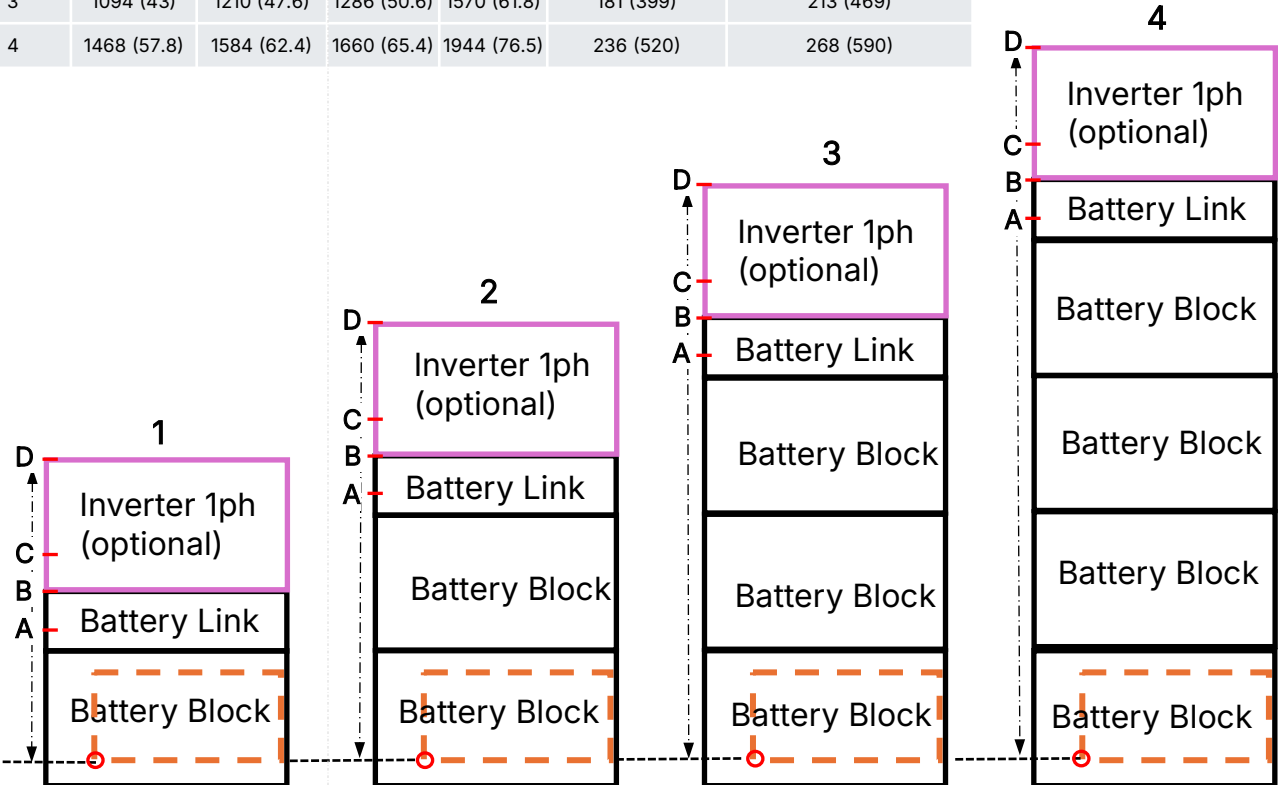 3 1094 (43) 1210 (47.6) 1286 (50.6) 1570 (61.8) 181 (399) 213 (469)
4 1468 (57.8) 1584 (62.4) 1660 (65.4) 1944 (76.5) 236 (520) 268 (590)
1
D
Inverter 1ph
(optional)
C
B
Battery Link
A
Battery Block
2
D
Inverter 1ph
(optional)
C
B
Battery Link
A
Battery Block
Battery Block
3
D
Inverter 1ph
(optional)
C
B
Battery Link
A
Battery Block
Battery Block
Battery Block
4
D
Inverter 1ph
(optional)
C
B
Battery Link
A
Battery Block
Battery Block
Battery Block
Battery Block